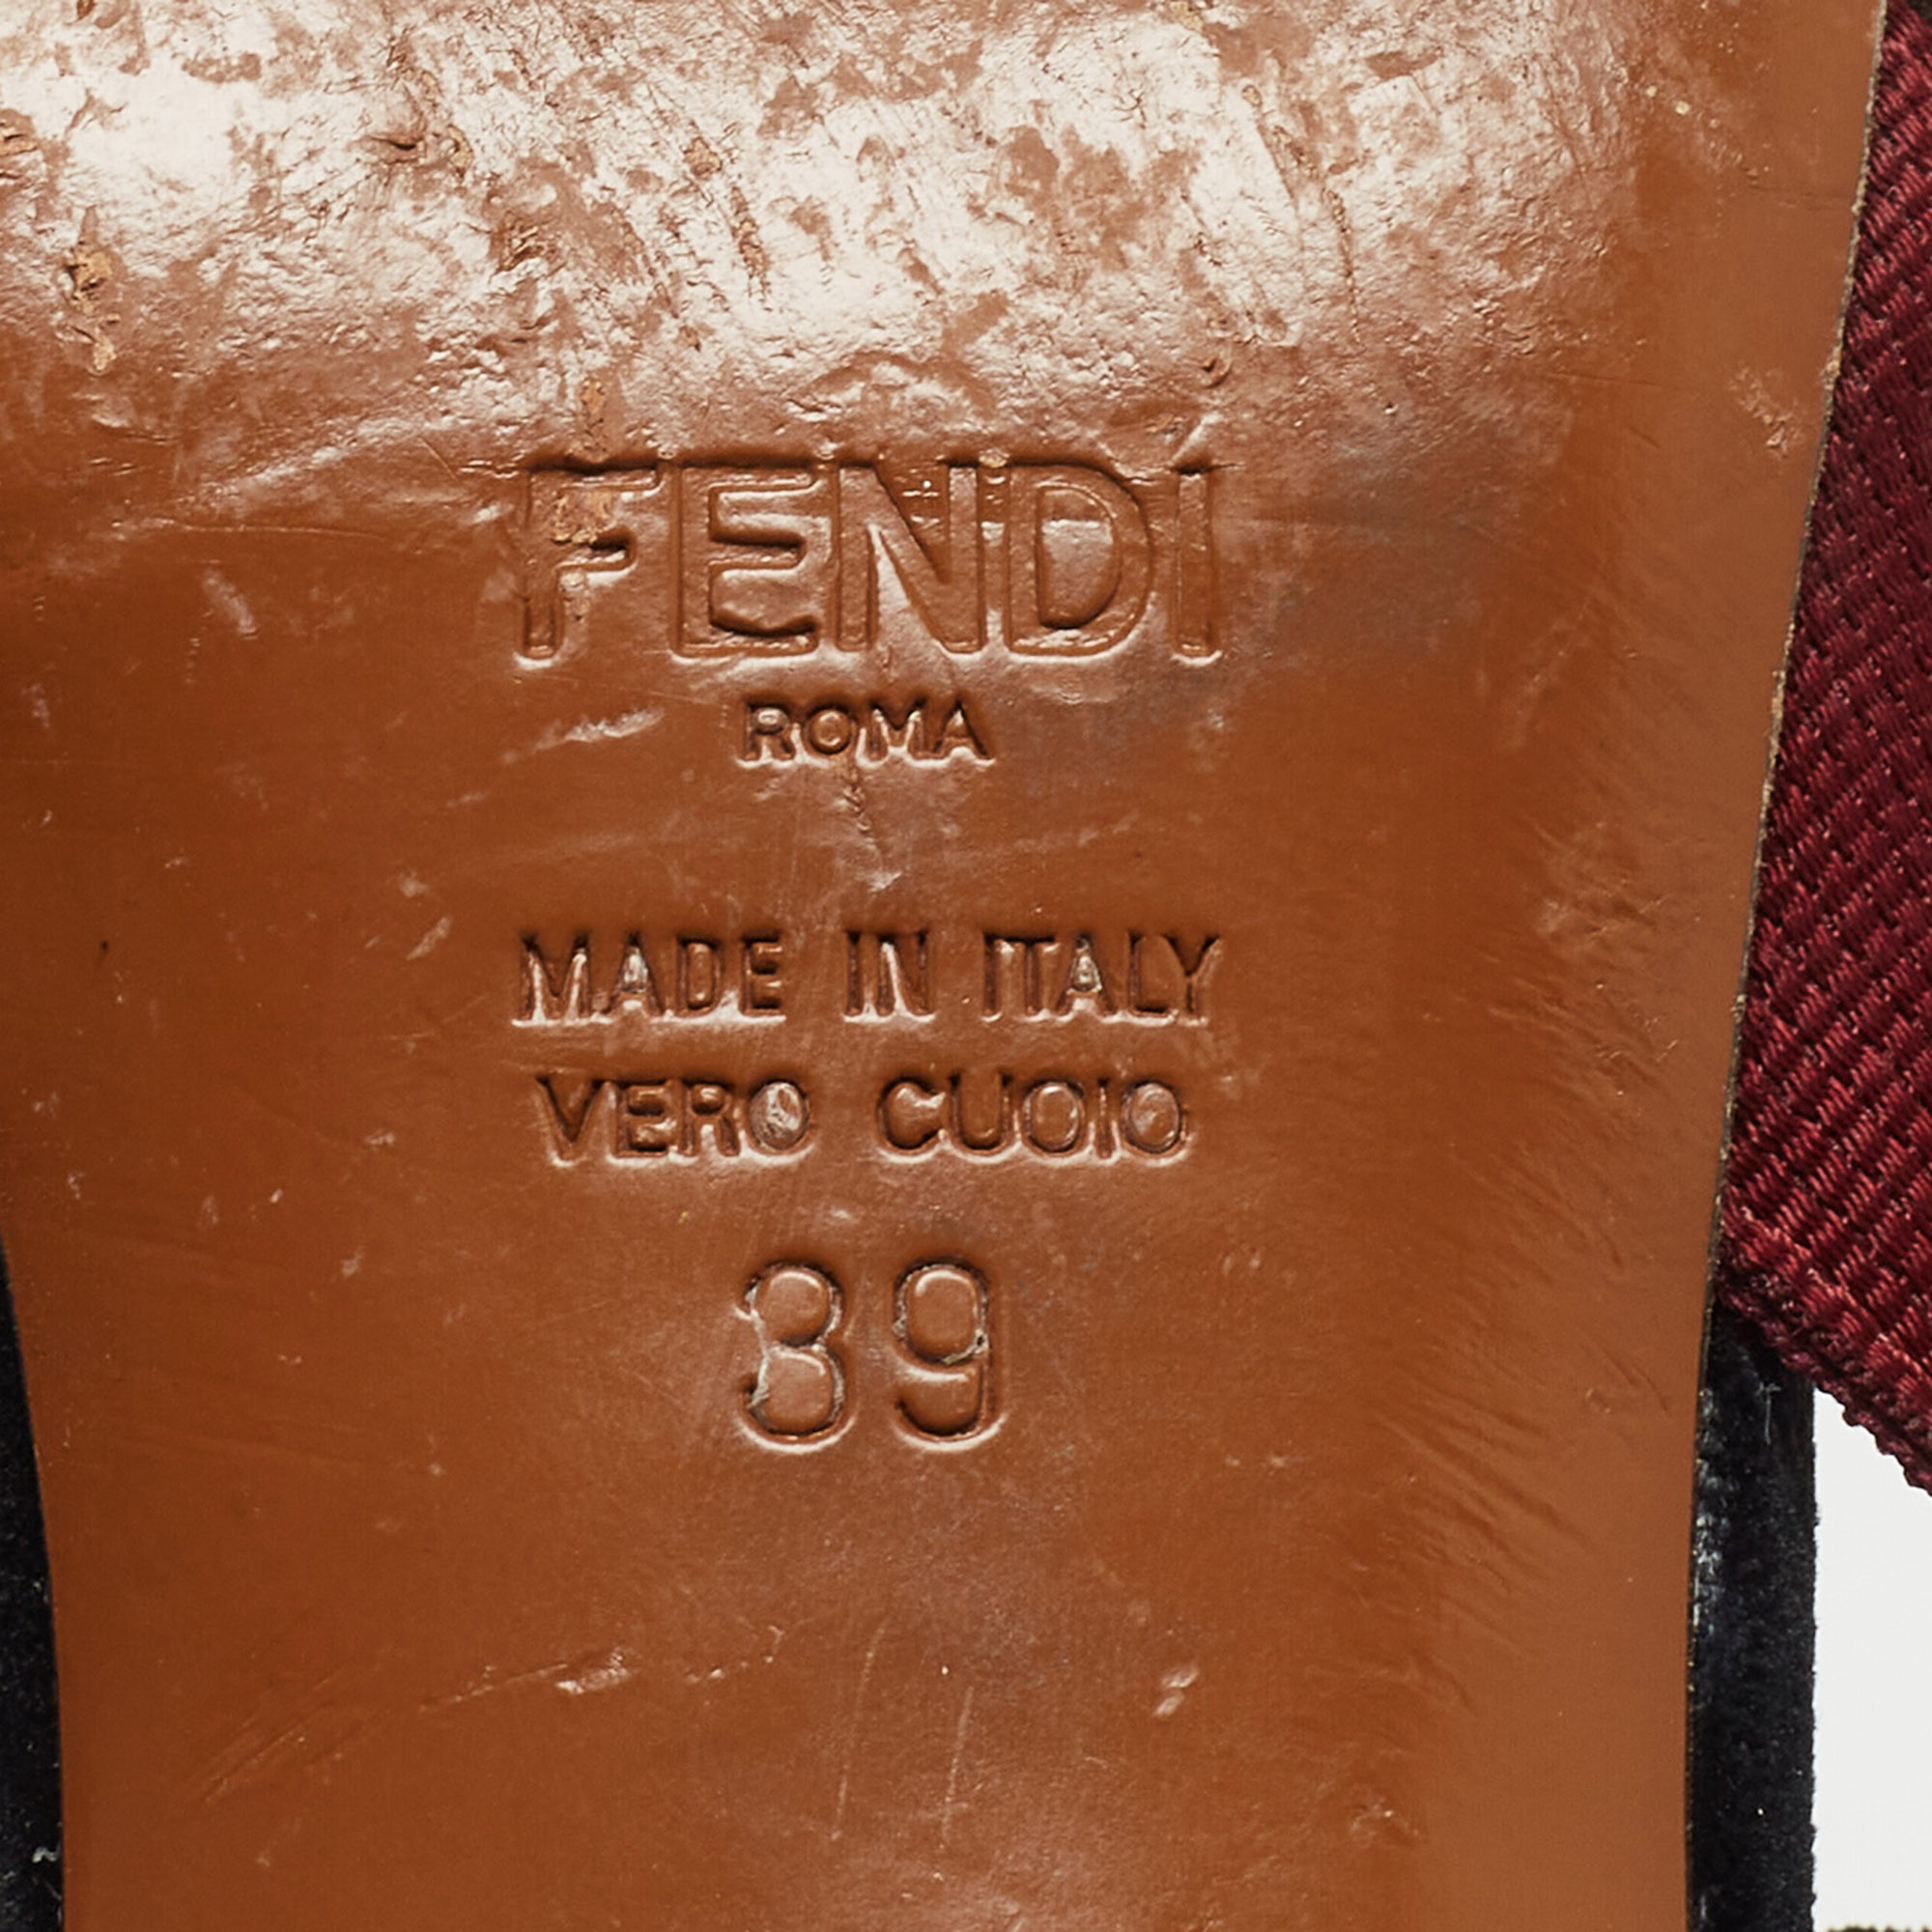 FENDI
ROMA
MADE IN ITALY
VERO CUOIO
39